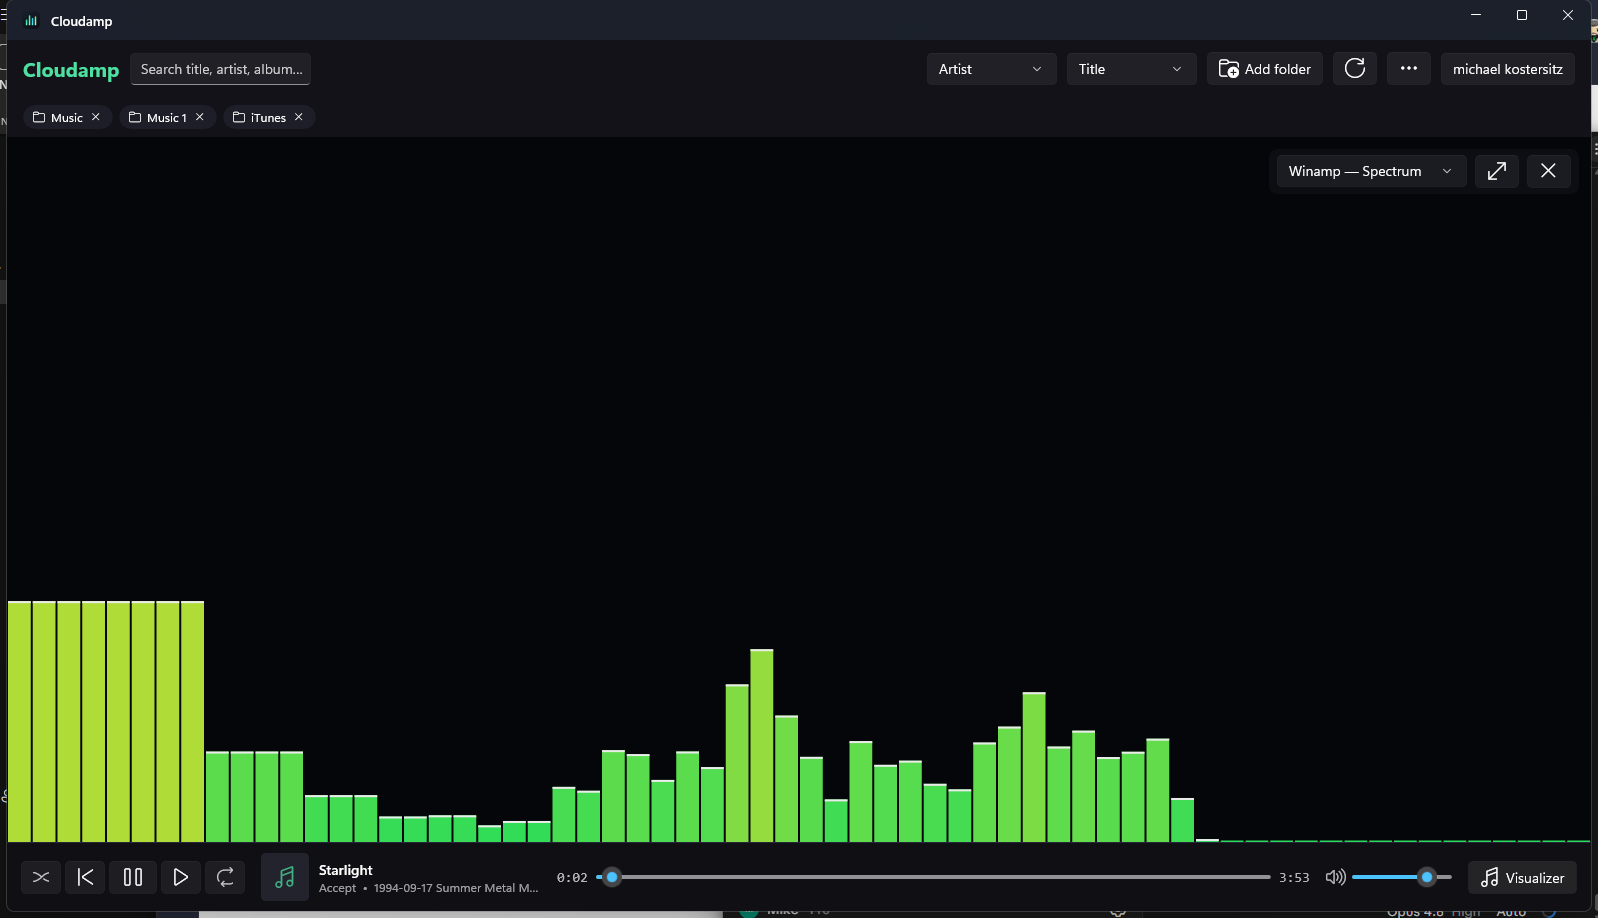 Cloudamp
Cloudamp
Search title, artist, album...
Artist
Title
Add folder
michael kostersitz
Music
Music 1
iTunes
Winamp — Spectrum
Starlight
Accept • 1994-09-17 Summer Metal M...
0:02
3:53
Visualizer